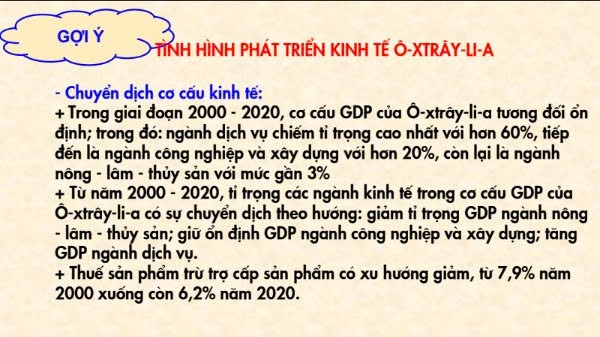 GỢI Ý
TÌNH HÌNH PHÁT TRIỂN KINH TẾ Ô-XTRÂY-LI-A
- Chuyển dịch cơ cấu kinh tế:
+ Trong giai đoạn 2000 - 2020, cơ cấu GDP của Ô-xtrây-li-a tương đối ổn
định; trong đó: ngành dịch vụ chiếm tỉ trọng cao nhất với hơn 60%, tiếp
đến là ngành công nghiệp và xây dựng với hơn 20%, còn lại là ngành
nông - lâm - thủy sản với mức gần 3%
+ Từ năm 2000 - 2020, tỉ trọng các ngành kinh tế trong cơ cấu GDP của
Ô-xtrây-li-a có sự chuyển dịch theo hướng: giảm tỉ trọng GDP ngành nông
- lâm - thủy sản; giữ ổn định GDP ngành công nghiệp và xây dựng; tăng
GDP ngành dịch vụ.
+ Thuế sản phẩm trừ trợ cấp sản phẩm có xu hướng giảm, từ 7,9% năm
2000 xuống còn 6,2% năm 2020.